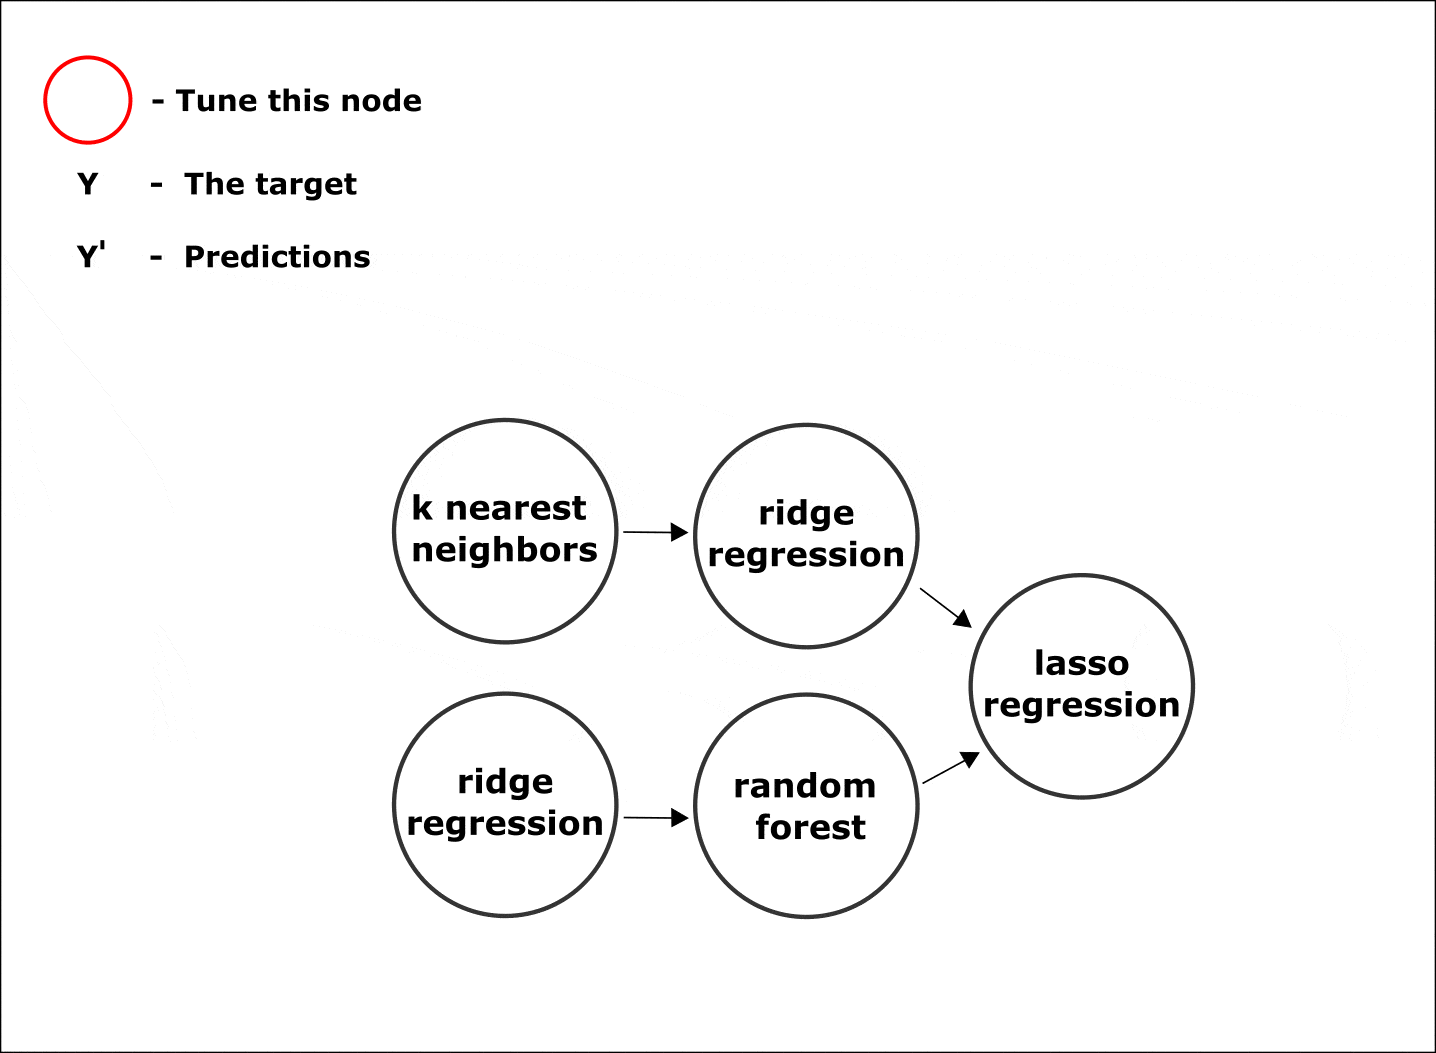 - Tune this node
Y - The target
Y' - Predictions
k nearest
neighbors
ridge
regression
lasso
regression
ridge
regression
random
forest